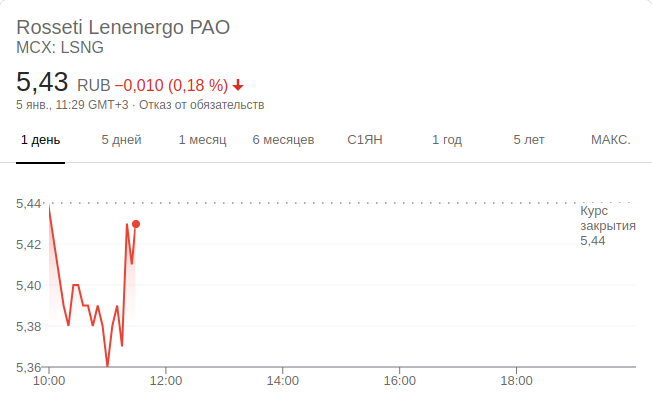 Rosseti Lenenergo PAO
MCX: LSNG
5,43 RUB −0,010 (0,18 %)
5 янв., 11:29 GMT+3 · Отказ от обязательств
1 день 5 дней 1 месяц 6 месяцев С1ЯН 1 год 5 лет МАКС.
5,44
Курс
закрытия
5,44
5,42
5,40
5,38
5,36
10:00 12:00 14:00 16:00 18:00